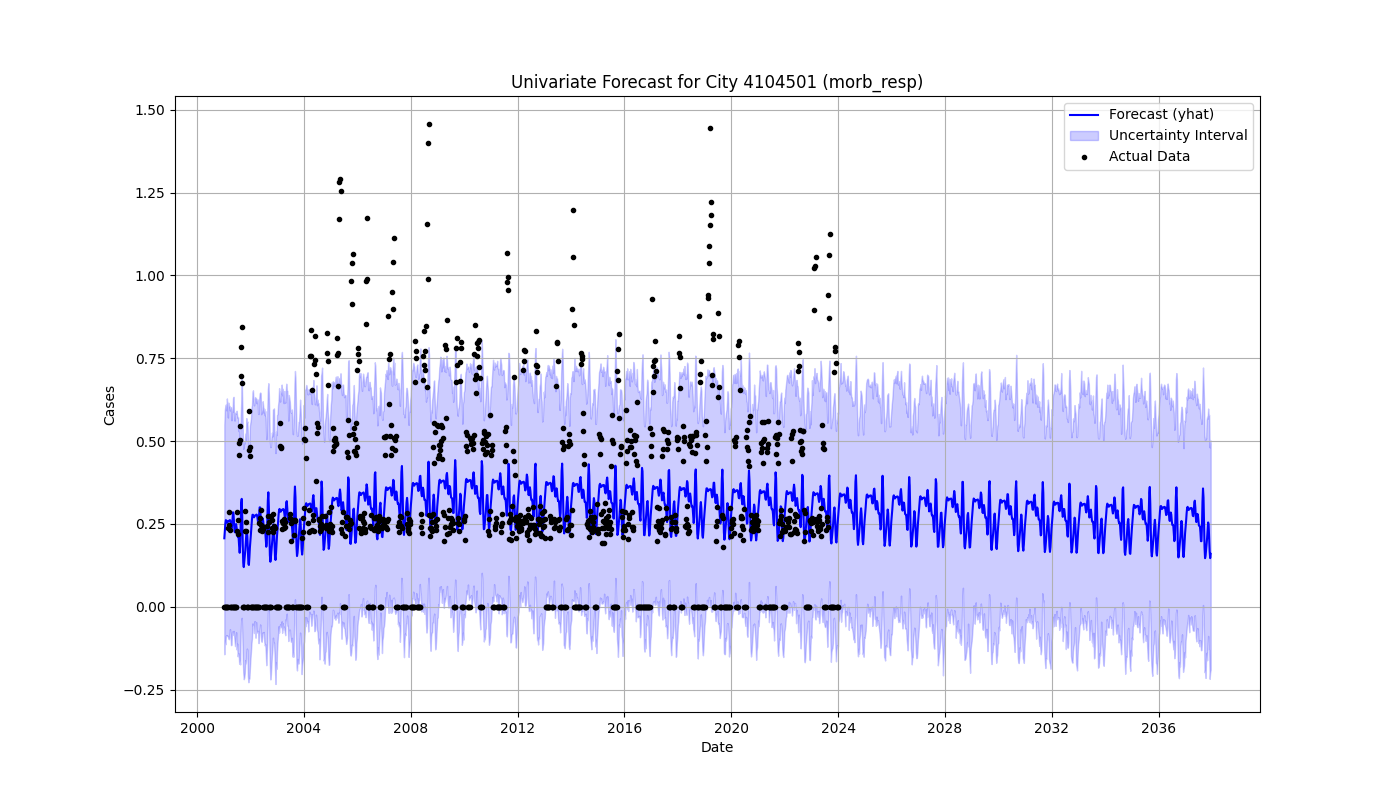 Univariate Forecast for City 4104501 (morb_resp)
Forecast (yhat)
Uncertainty Interval
Actual Data
Cases
1.50
1.25
1.00
0.75
0.50
0.25
0.00
−0.25
2000 2004 2008 2012 2016 2020 2024 2028 2032 2036
Date